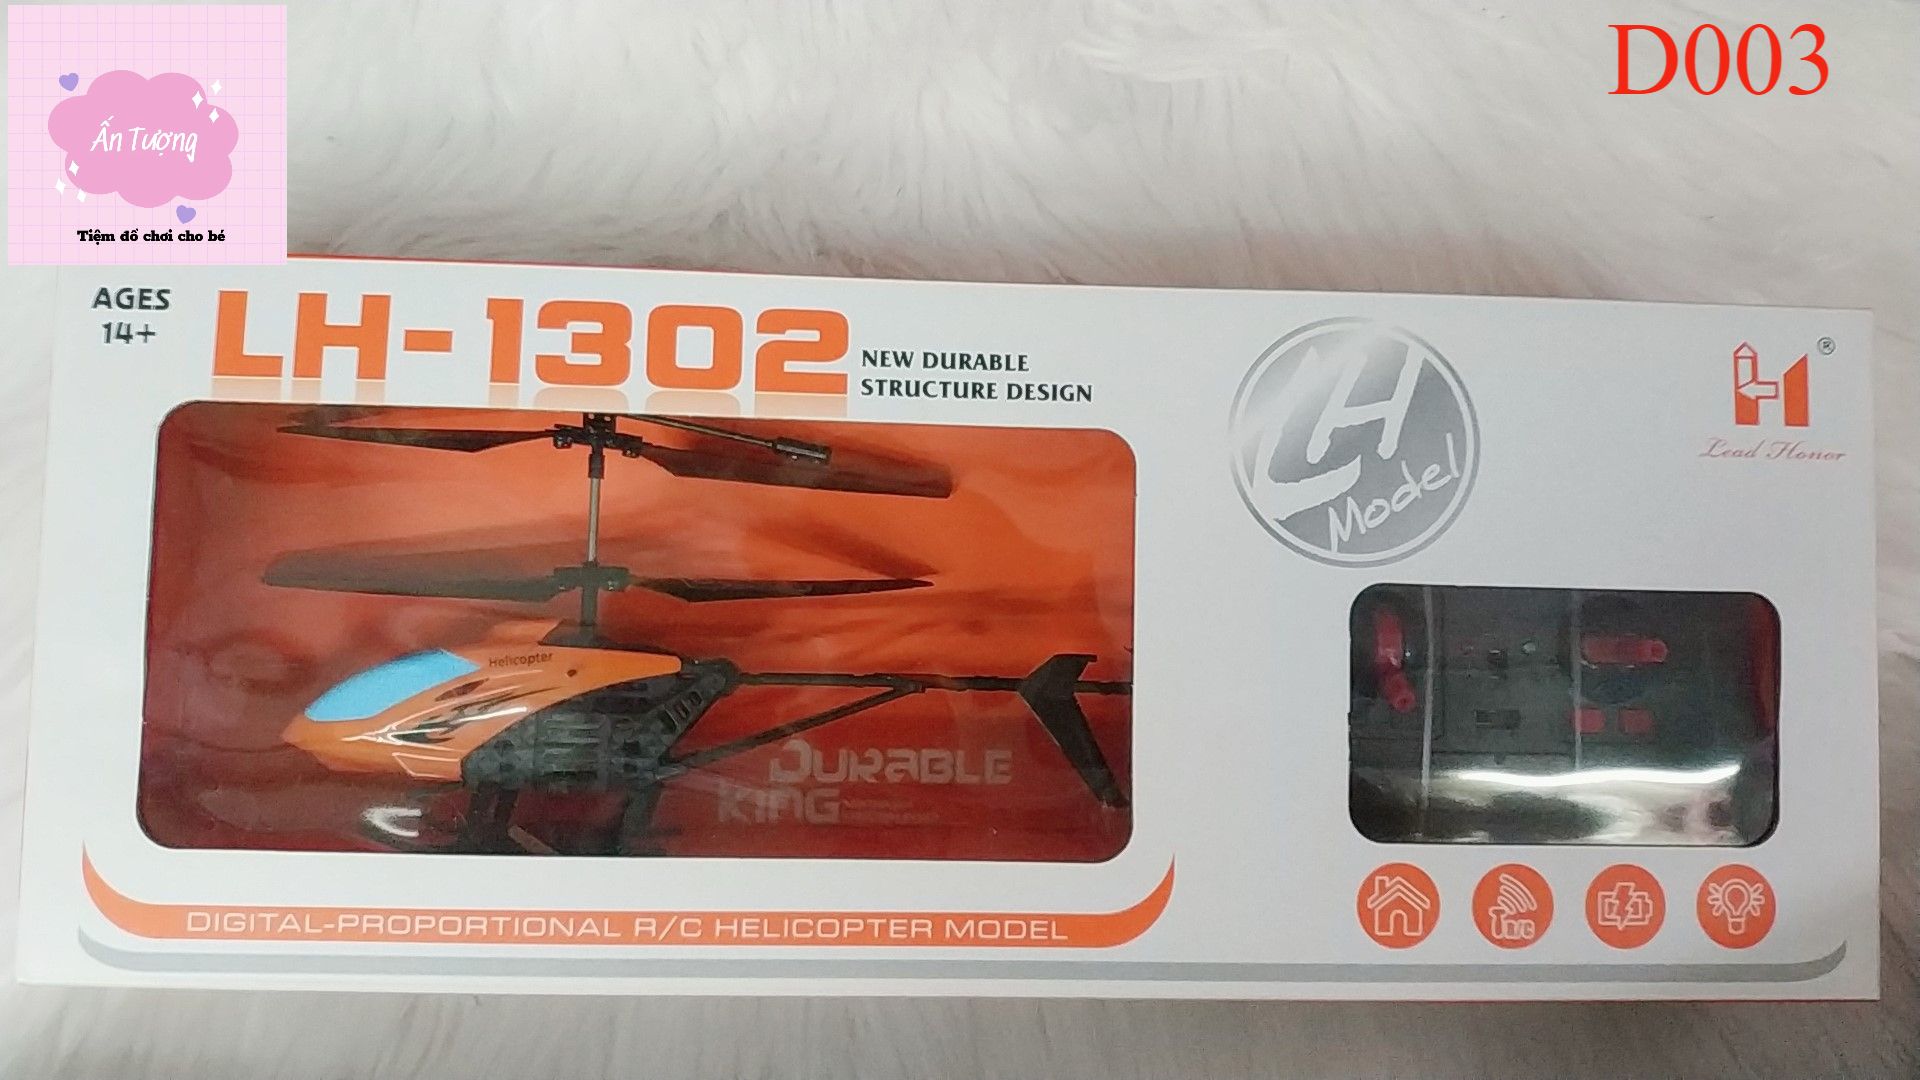 D003
Ấn Tượng
Tiệm đồ chơi cho bé
AGES
14+
LH-1302
NEW DURABLE
STRUCTURE DESIGN
LH
Model
H
®
Lead Honor
Helicopter
DURABLE
KING
DIGITAL-PROPORTIONAL R/C HELICOPTER MODEL
R/C